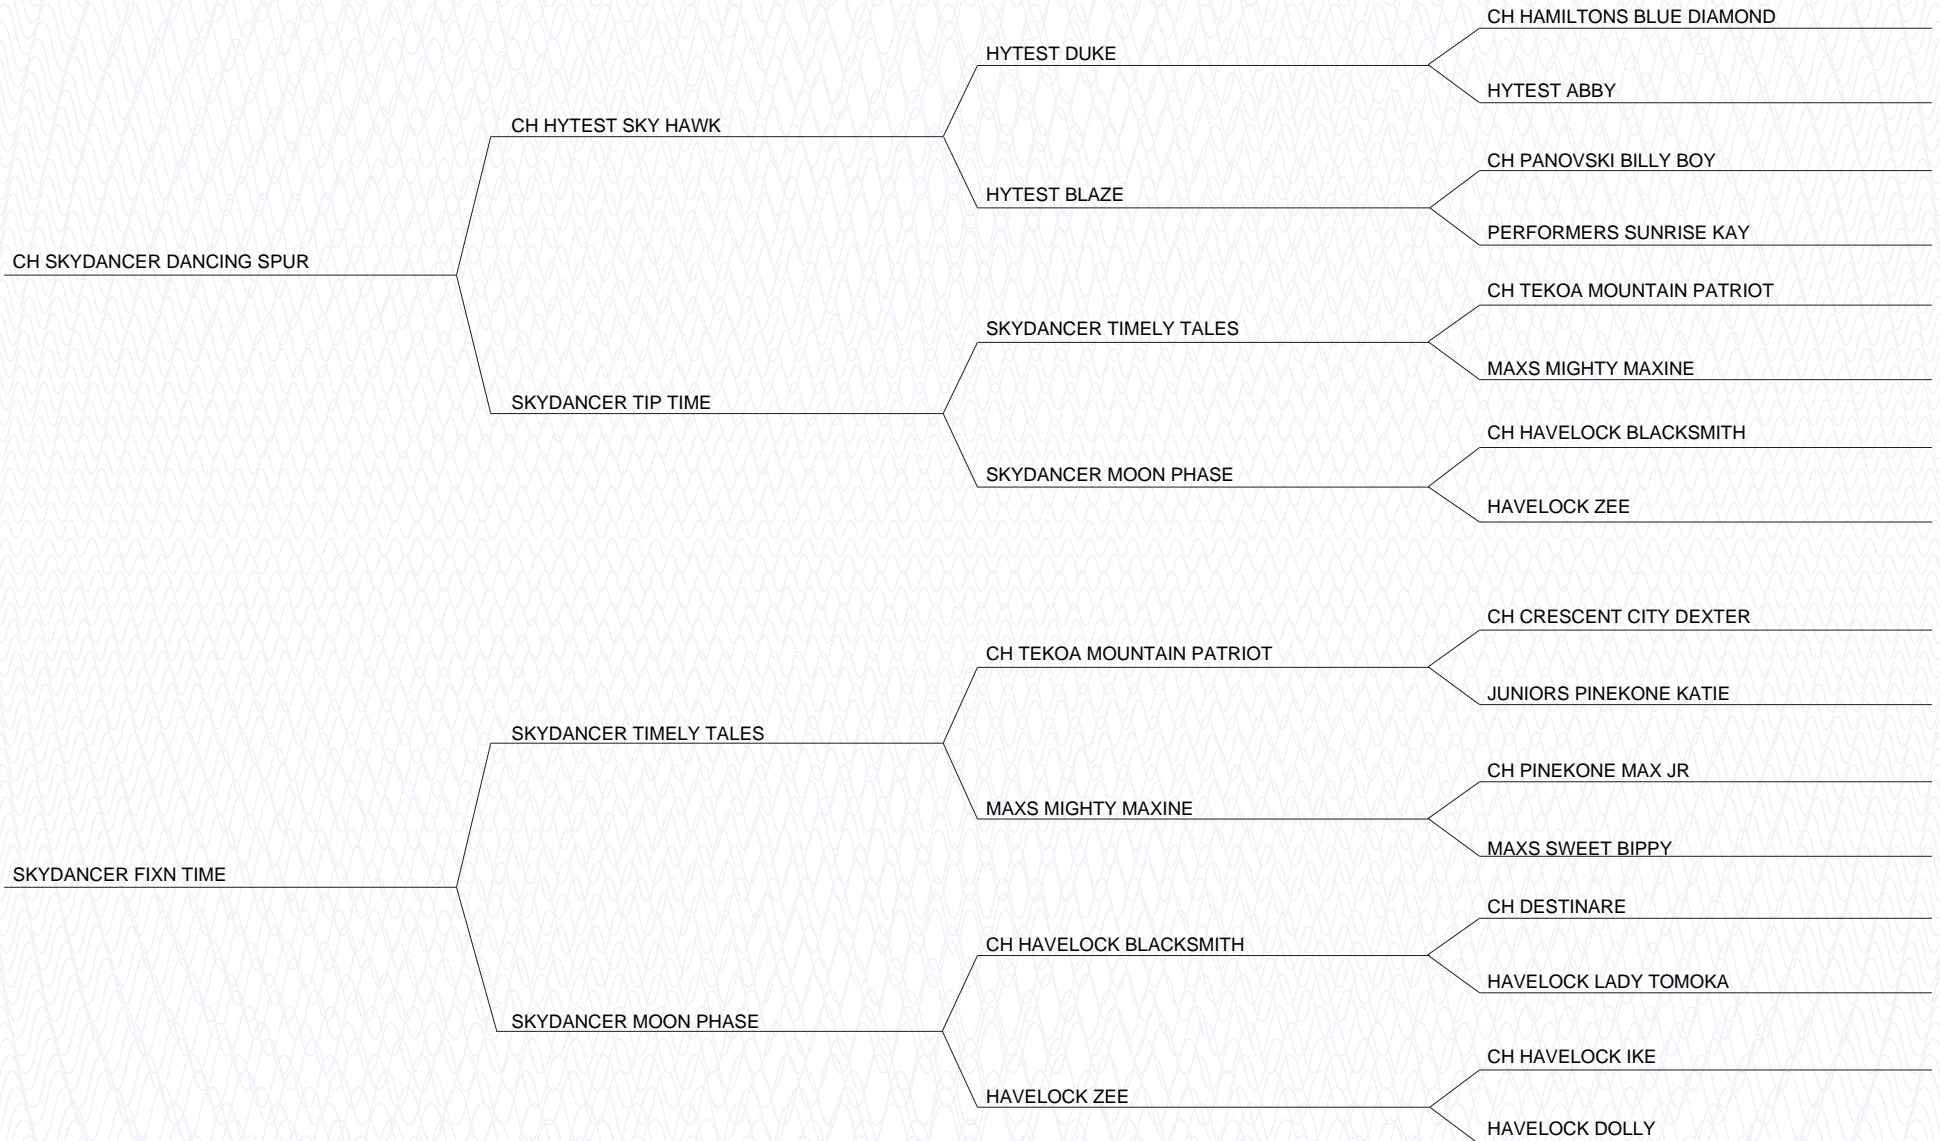 CH HAMILTONS BLUE DIAMOND
HYTEST DUKE
HYTEST ABBY
CH HYTEST SKY HAWK
CH PANOVSKI BILLY BOY
HYTEST BLAZE
PERFORMERS SUNRISE KAY
CH SKYDANCER DANCING SPUR
CH TEKOA MOUNTAIN PATRIOT
SKYDANCER TIMELY TALES
MAXS MIGHTY MAXINE
SKYDANCER TIP TIME
CH HAVELOCK BLACKSMITH
SKYDANCER MOON PHASE
HAVELOCK ZEE
CH CRESCENT CITY DEXTER
CH TEKOA MOUNTAIN PATRIOT
JUNIORS PINEKONE KATIE
SKYDANCER TIMELY TALES
CH PINEKONE MAX JR
MAXS MIGHTY MAXINE
MAXS SWEET BIPPY
SKYDANCER FIXN TIME
CH DESTINARE
CH HAVELOCK BLACKSMITH
HAVELOCK LADY TOMOKA
SKYDANCER MOON PHASE
CH HAVELOCK IKE
HAVELOCK ZEE
HAVELOCK DOLLY